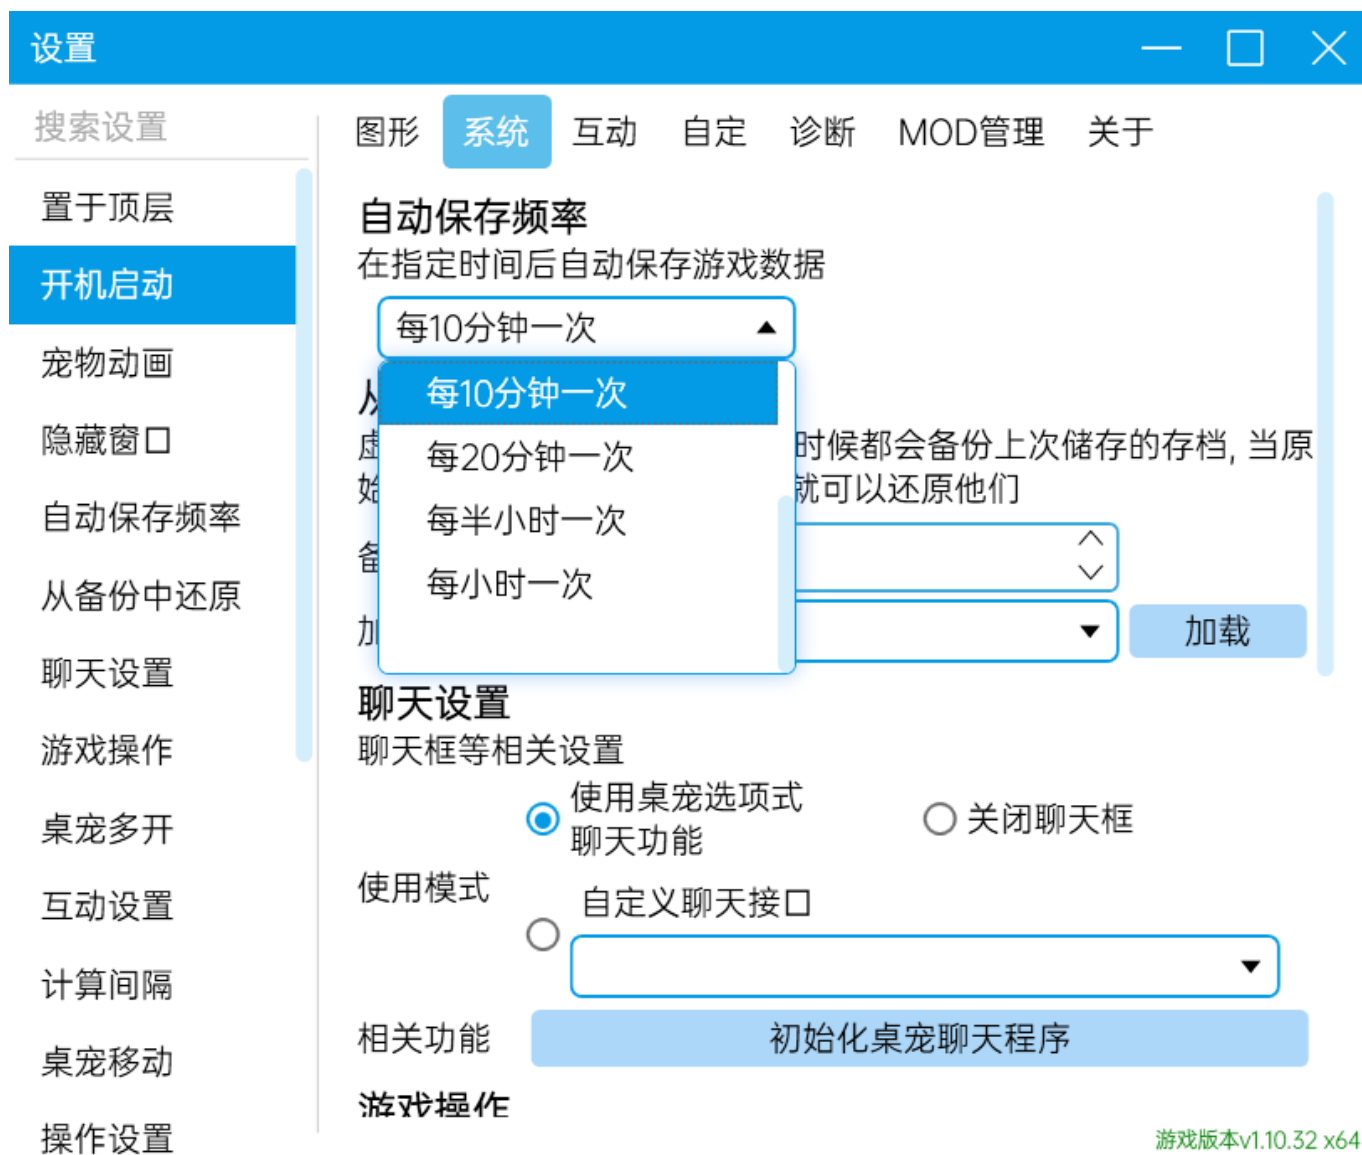 设置
搜索设置
置于顶层
开机启动
宠物动画
隐藏窗口
自动保存频率
从备份中还原
聊天设置
游戏操作
桌宠多开
互动设置
计算间隔
桌宠移动
操作设置
图形 系统 互动 自定 诊断 MOD管理 关于
自动保存频率
在指定时间后自动保存游戏数据
每10分钟一次
每10分钟一次
每20分钟一次
每半小时一次
每小时一次
从
虚 时候都会备份上次储存的存档, 当原
始 就可以还原他们
备
加 加载
聊天设置
聊天框等相关设置
使用模式
使用桌宠选项式
聊天功能
关闭聊天框
自定义聊天接口
相关功能 初始化桌宠聊天程序
游戏操作
游戏版本v1.10.32 x64